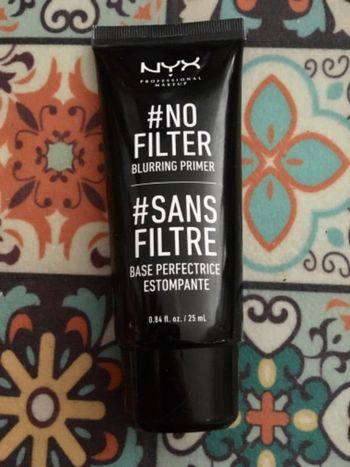 NYX
PROFESSIONAL
MAKEUP
#NO
FILTER
BLURRING PRIMER
#SANS
FILTRE
BASE PERFECTRICE
ESTOMPANTE
0.84 fl. oz. / 25 mL